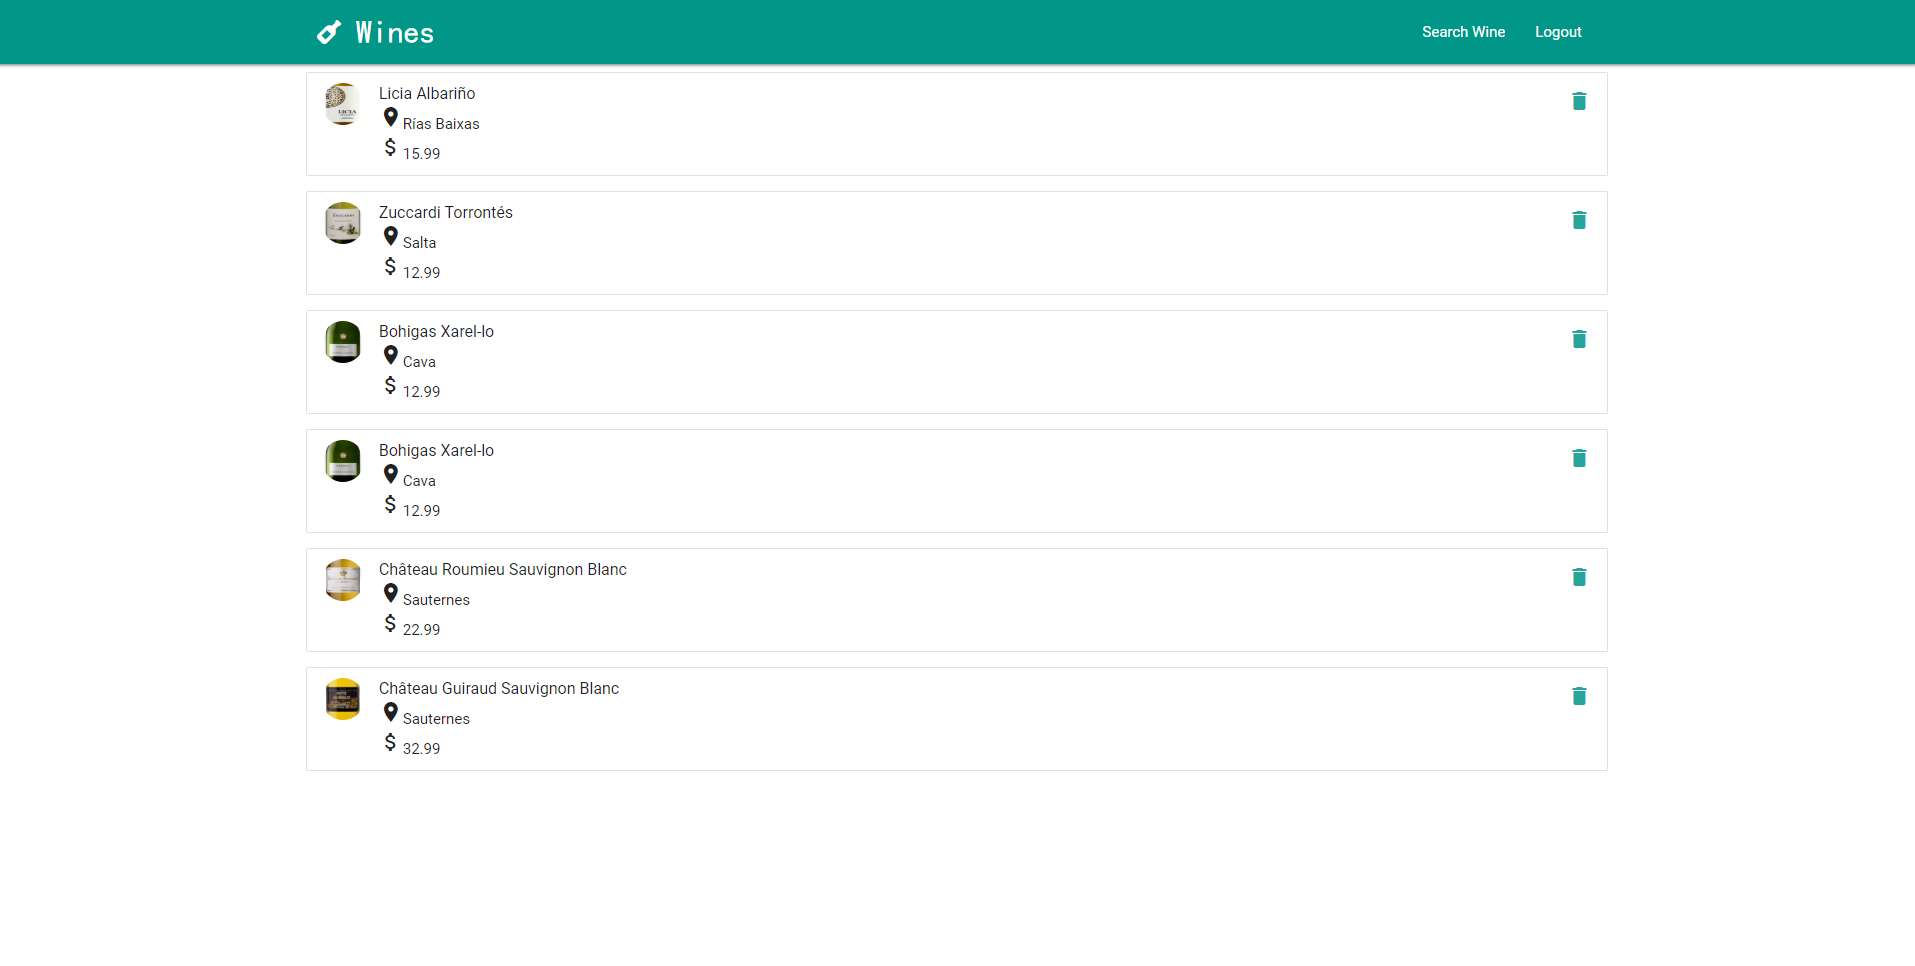 Wines
Search Wine
Logout
Licia Albariño
Rías Baixas
$ 15.99
Zuccardi Torrontés
Salta
$ 12.99
Bohigas Xarel-lo
Cava
$ 12.99
Bohigas Xarel-lo
Cava
$ 12.99
Château Roumieu Sauvignon Blanc
Sauternes
$ 22.99
Château Guiraud Sauvignon Blanc
Sauternes
$ 32.99